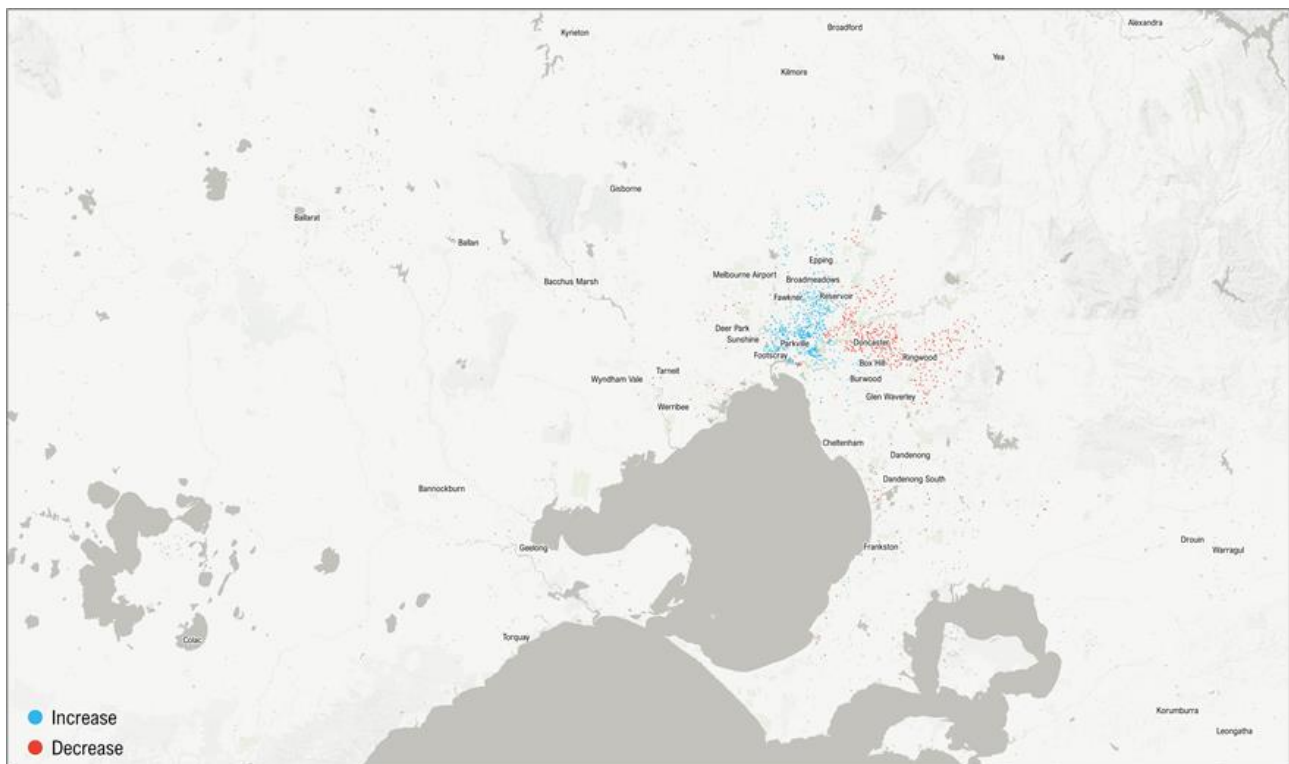 Alexandra
Broadford
Kyneton
Yea
Kilmore
Gisborne
Ballarat
Ballan
Epping
Melbourne Airport
Broadmeadows
Bacchus Marsh
Fawkner
Reservoir
Deer Park
Sunshine
Parkville
Doncaster
Footscray
Ringwood
Box Hill
Tarneit
Wyndham Vale
Burwood
Glen Waverley
Werribee
Cheltenham
Dandenong
Dandenong South
Bannockburn
Drouin
Geelong
Frankston
Warragul
Torquay
Colac
Korumburra
Increase
Leongatha
Decrease